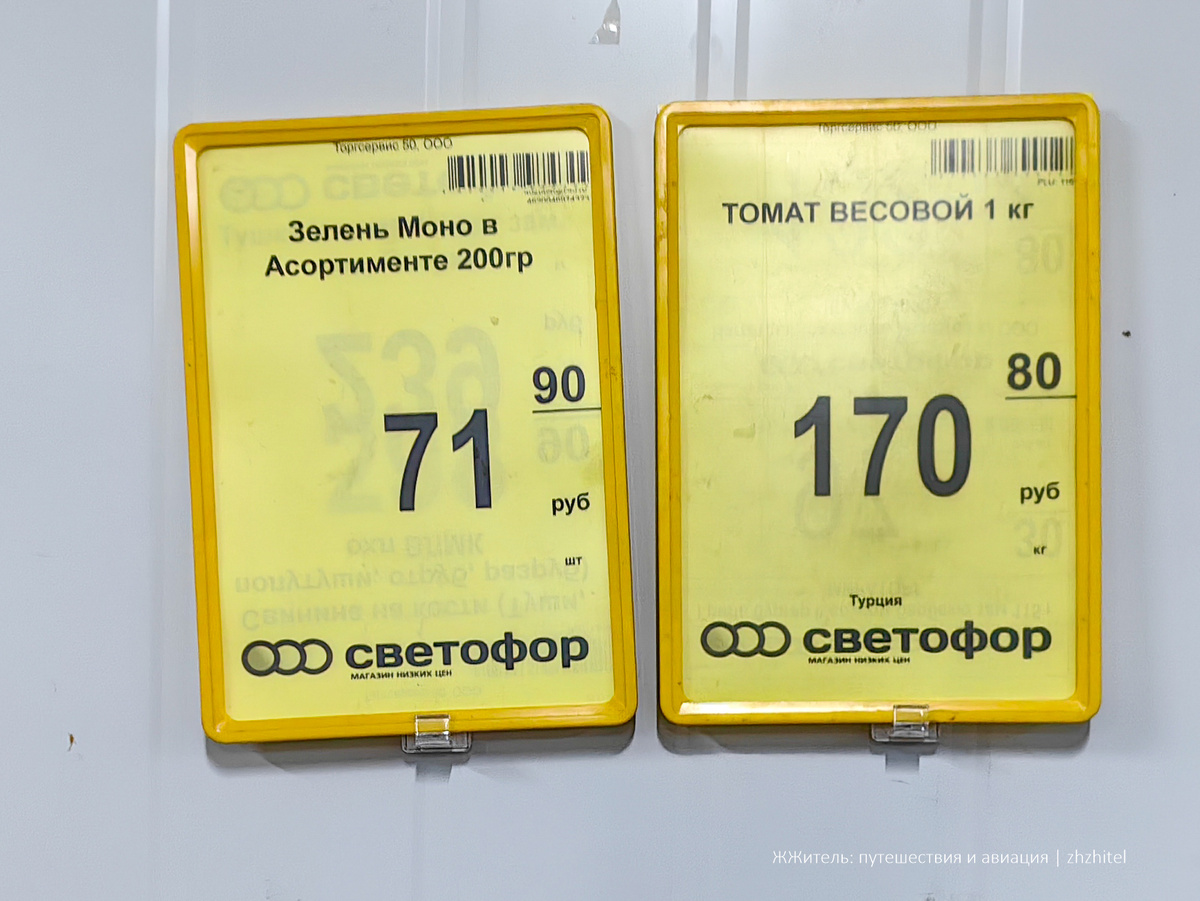 Торгсервис 50, ООО
Зелень Моно в
Асортименте 200гр
90
71
руб
шт
светофор
МАГАЗИН НИЗКИХ ЦЕН
Торгсервис 50, ООО
ТОМАТ ВЕСОВОЙ 1 кг
80
170
руб
кг
Турция
светофор
МАГАЗИН НИЗКИХ ЦЕН
ЖЖитель: путешествия и авиация | zhzhitel